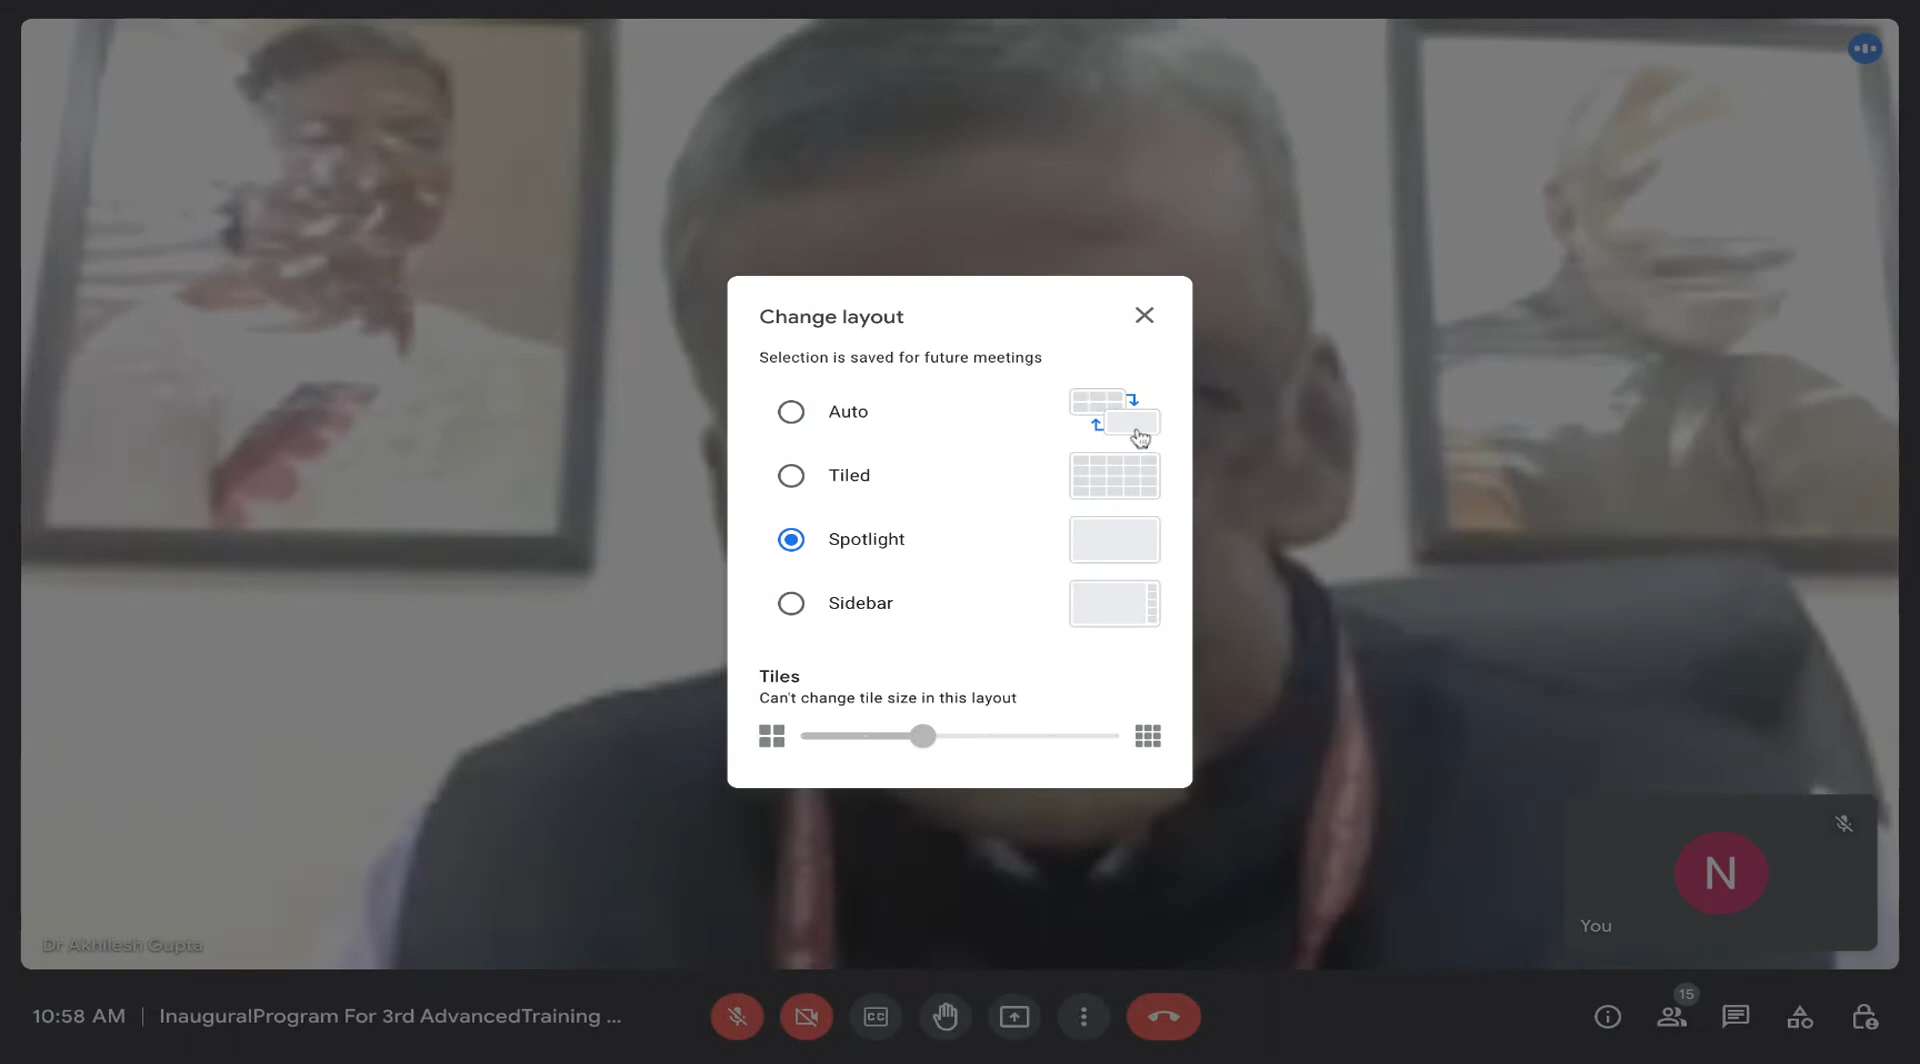 Change layout
Selection is saved for future meetings
Auto
Tiled
Spotlight
Sidebar
Tiles
Can't change tile size in this layout
N
You
Dr Akhilesh Gupta
10:58 AM | InauguralProgram For 3rd AdvancedTraining ...
CC
15